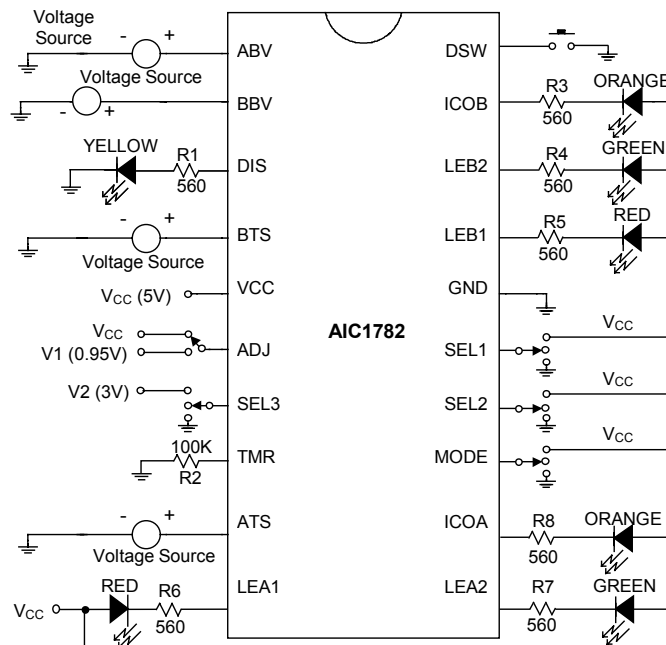 Voltage
Source
- +
ABV
Voltage Source
- +
BBV
YELLOW
R1
560
DIS
- +
BTS
Voltage Source
VCC (5V)
VCC
VCC
V1 (0.95V)
ADJ
V2 (3V)
SEL3
100K
R2
TMR
- +
ATS
Voltage Source
RED
R6
560
LEA1
VCC
AIC1782
DSW
R3
560
ORANGE
ICOB
R4
560
GREEN
LEB2
R5
560
RED
LEB1
GND
VCC
SEL1
VCC
SEL2
VCC
MODE
R8
560
ORANGE
ICOA
R7
560
GREEN
LEA2